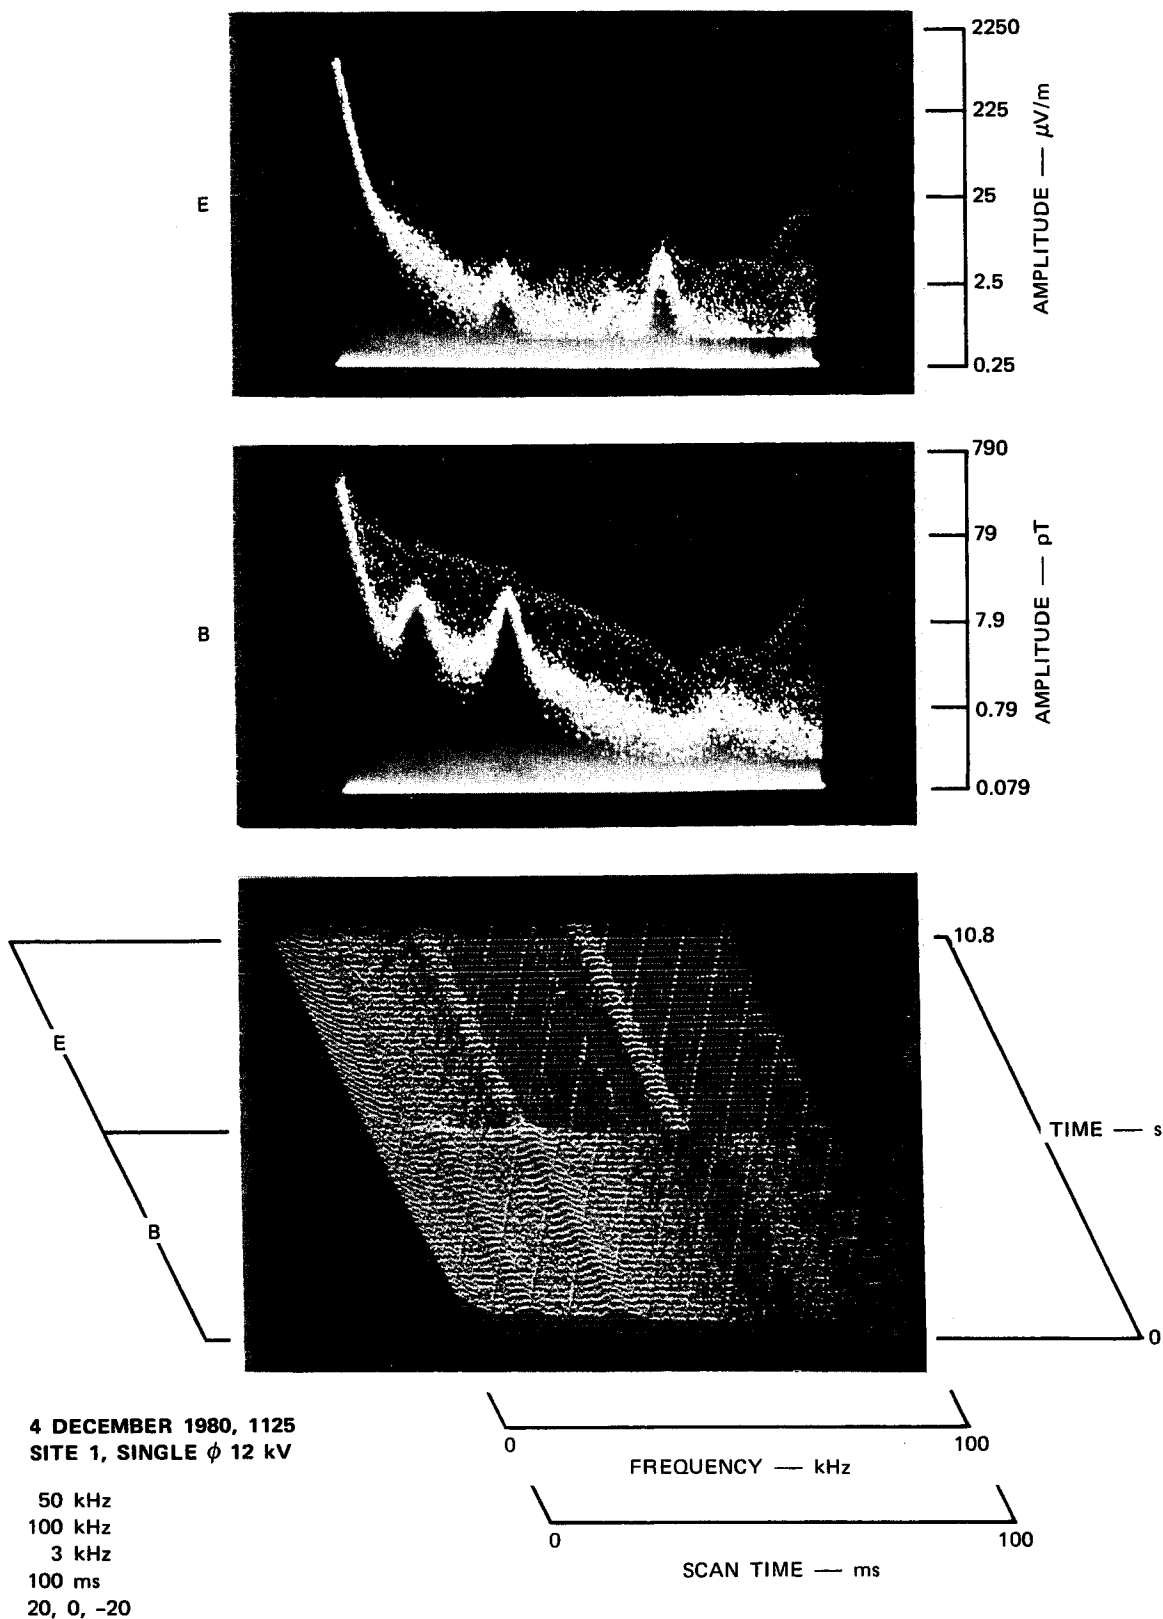 2250
225
25
2.5
0.25
AMPLITUDE — μV/m
E
790
79
7.9
0.79
0.079
AMPLITUDE — pT
B
10.8
E
TIME — s
B
0
4 DECEMBER 1980, 1125
SITE 1, SINGLE ϕ 12 kV
0
100
FREQUENCY — kHz
50 kHz
100 kHz
3 kHz
100 ms
20, 0, -20
0
100
SCAN TIME — ms